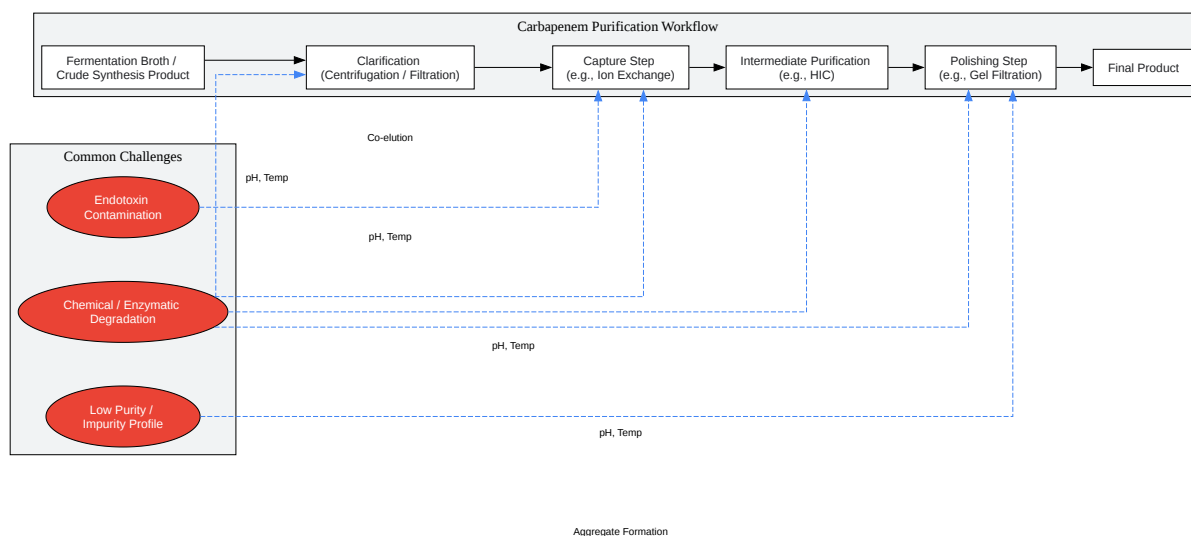 Carbapenem Purification Workflow
Fermentation Broth /
Crude Synthesis Product
Clarification
(Centrifugation / Filtration)
Capture Step
(e.g., Ion Exchange)
Intermediate Purification
(e.g., HIC)
Polishing Step
(e.g., Gel Filtration)
Final Product
Co-elution
Common Challenges
pH, Temp
Endotoxin
Contamination
pH, Temp
Chemical / Enzymatic
Degradation
pH, Temp
Low Purity /
Impurity Profile
pH, Temp
Aggregate Formation